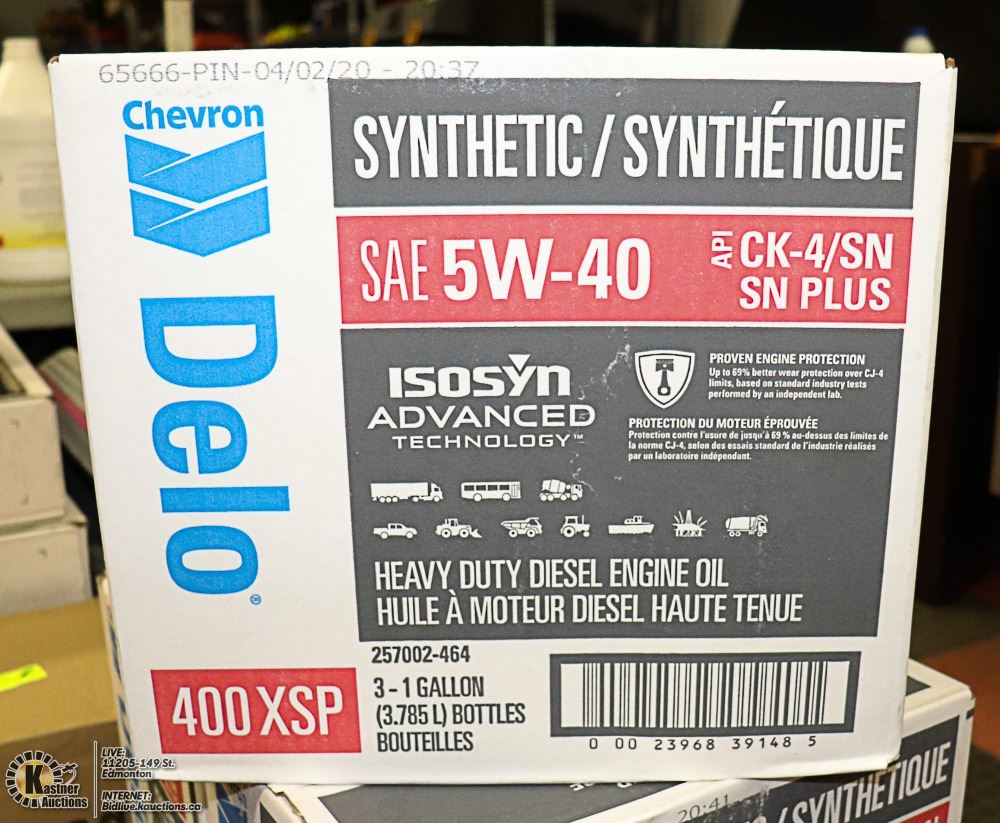 65666-PIN-04/02/20 - 20:37
Chevron
Delo®
SYNTHETIC / SYNTHÉTIQUE
SAE 5W-40
API CK-4/SN
SN PLUS
ISOSYN
ADVANCED
TECHNOLOGY™
PROVEN ENGINE PROTECTION
Up to 69% better wear protection over CJ-4
limits, based on standard industry tests
performed by an independent lab.
PROTECTION DU MOTEUR ÉPROUVÉE
Protection contre l'usure de jusqu'à 69 % au-dessus des limites de
la norme CJ-4, selon des essais standard de l'industrie réalisés
par un laboratoire indépendant.
HEAVY DUTY DIESEL ENGINE OIL
HUILE À MOTEUR DIESEL HAUTE TENUE
400 XSP
257002-464
3 - 1 GALLON
(3.785 L) BOTTLES
BOUTEILLES
0 00 23968 39148 5
20:41
/ SYNTHÉTIQUE
Kastner
Auctions
LIVE:
11205-149 St.
Edmonton
INTERNET:
Bidlive.kauctions.ca